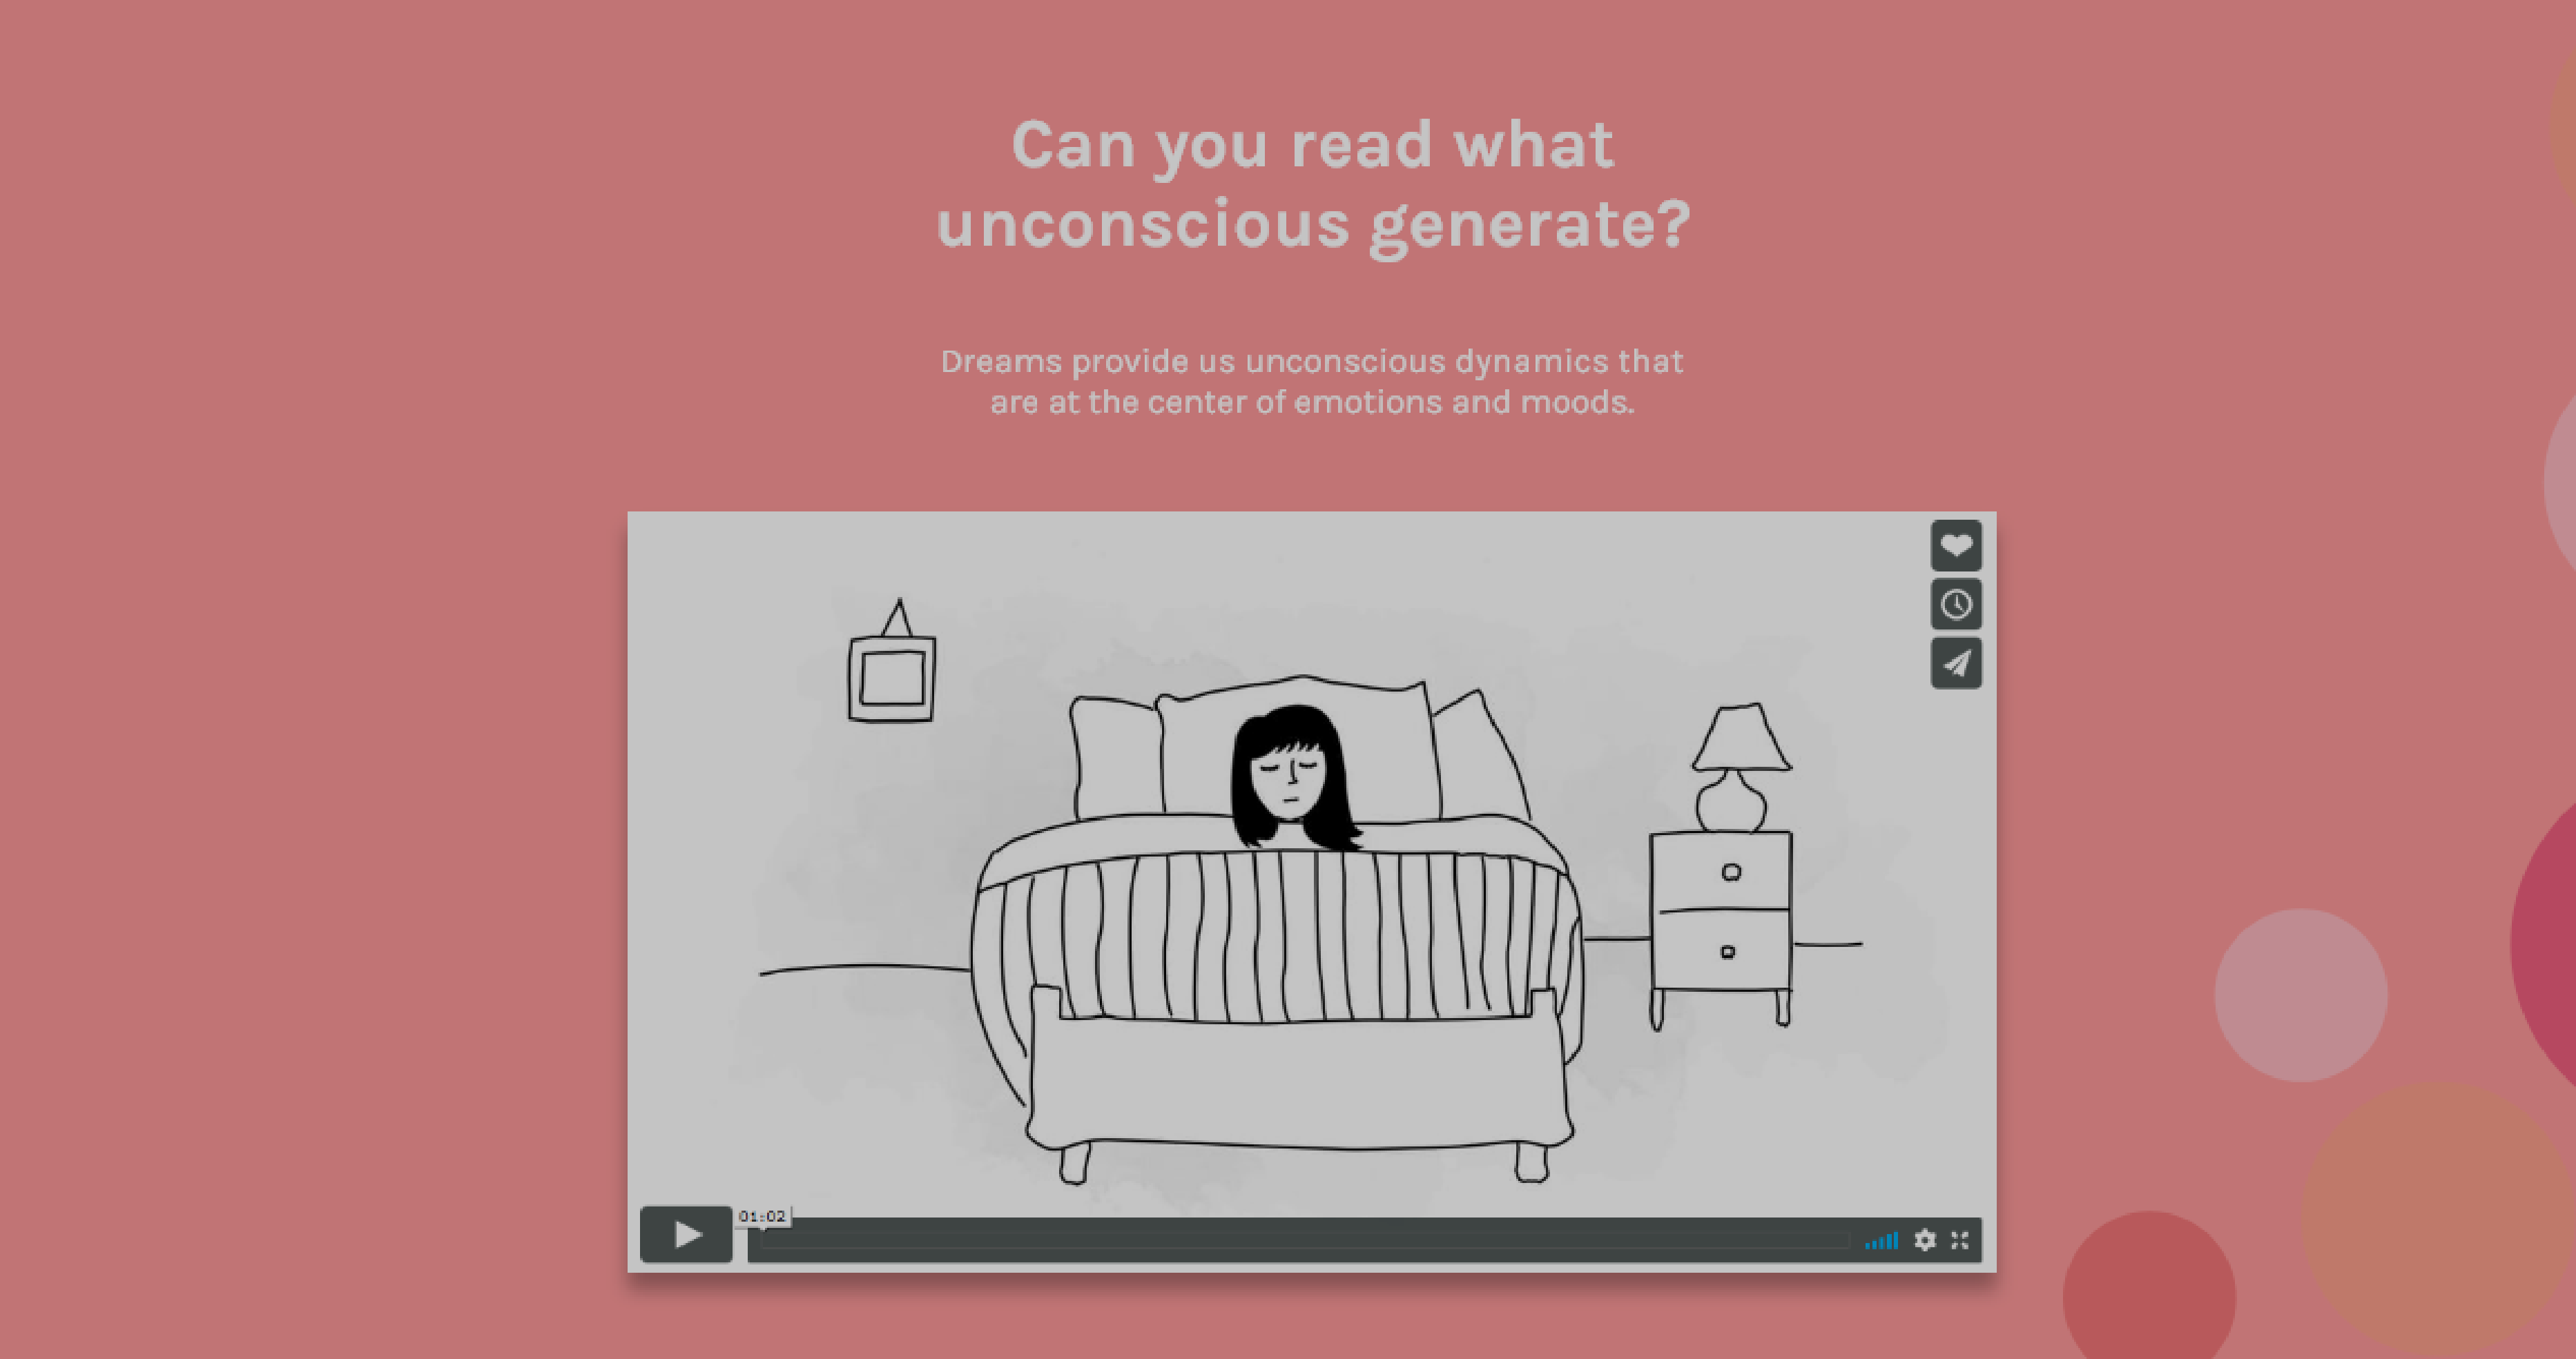 Can you read what
unconscious generate?
Dreams provide us unconscious dynamics that
are at the center of emotions and moods.
01:02